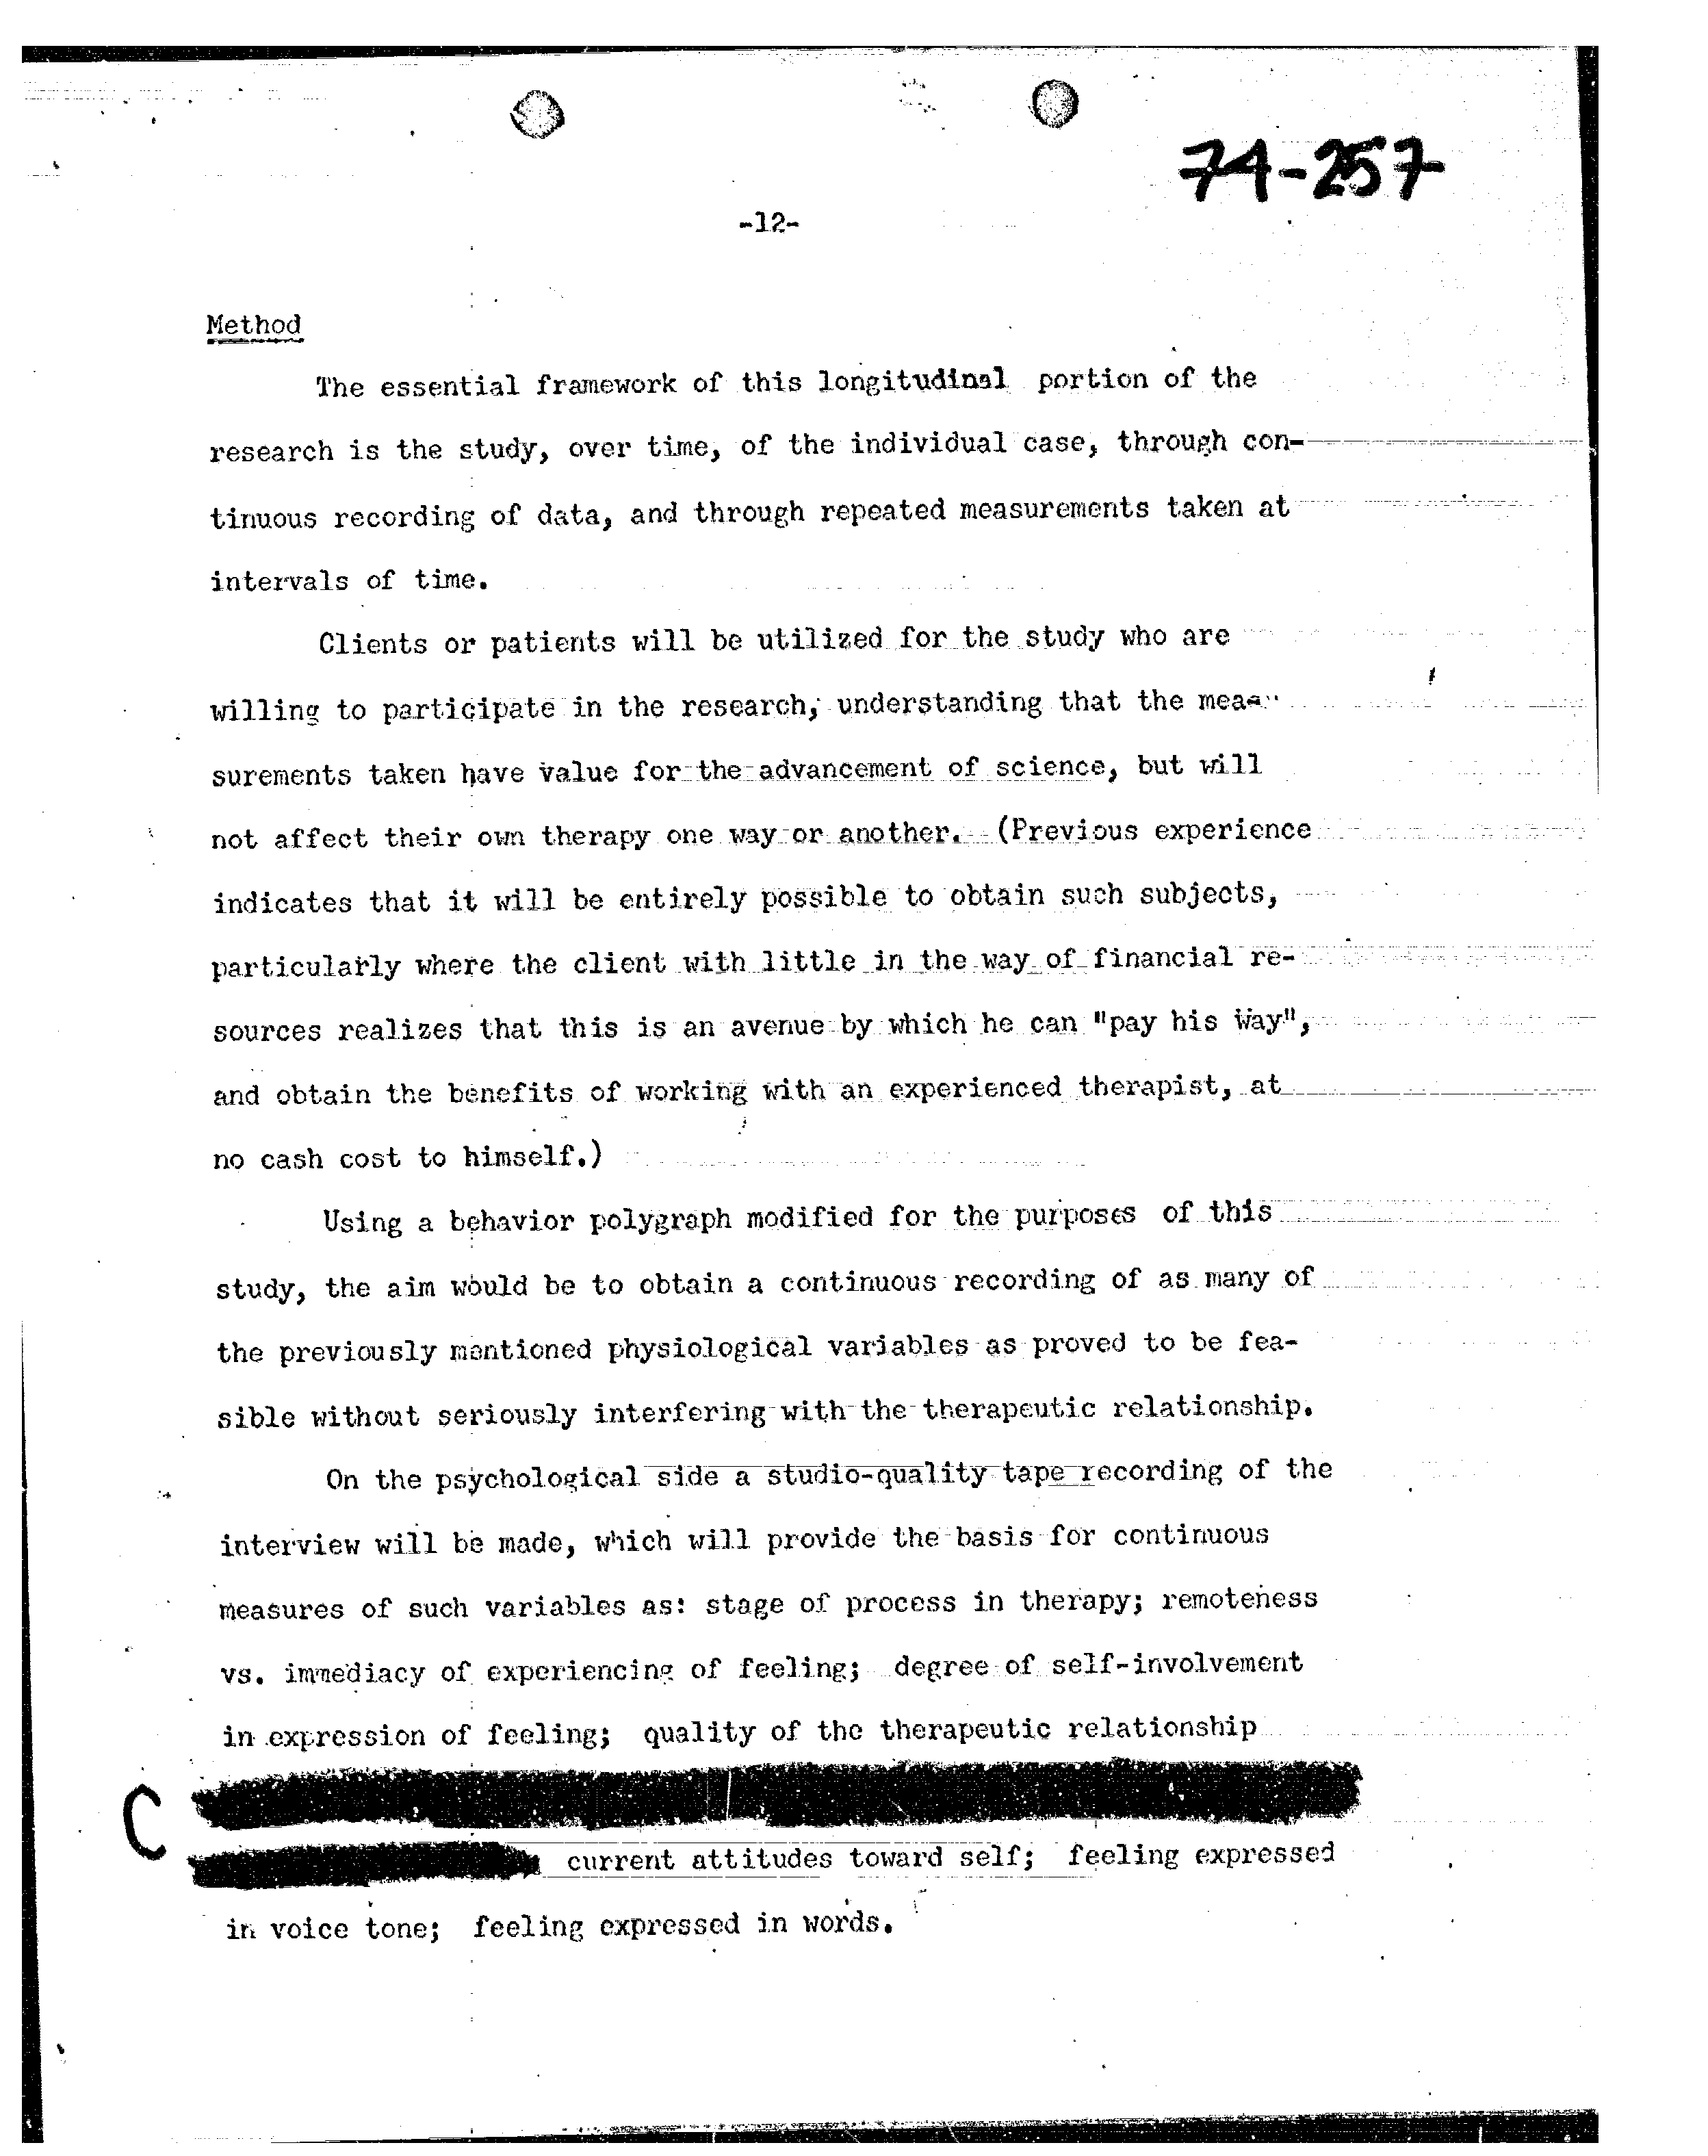 74-257
-12-
Method
The essential framework of this longitudinal portion of the
research is the study, over time, of the individual case, through con-
tinuous recording of data, and through repeated measurements taken at
intervals of time.
Clients or patients will be utilized for the study who are
willing to participate in the research, understanding that the mea-
surements taken have value for the advancement of science, but will
not affect their own therapy one way or another. (Previous experience
indicates that it will be entirely possible to obtain such subjects,
particularly where the client with little in the way of financial re-
sources realizes that this is an avenue by which he can "pay his way",
and obtain the benefits of working with an experienced therapist, at
no cash cost to himself.)
Using a behavior polygraph modified for the purposes of this
study, the aim would be to obtain a continuous recording of as many of
the previously mentioned physiological variables as proved to be fea-
sible without seriously interfering with the therapeutic relationship.
On the psychological side a studio-quality tape recording of the
interview will be made, which will provide the basis for continuous
measures of such variables as: stage of process in therapy; remoteness
vs. immediacy of experiencing of feeling; degree of self-involvement
in expression of feeling; quality of the therapeutic relationship
C
current attitudes toward self; feeling expressed
in voice tone; feeling expressed in words.